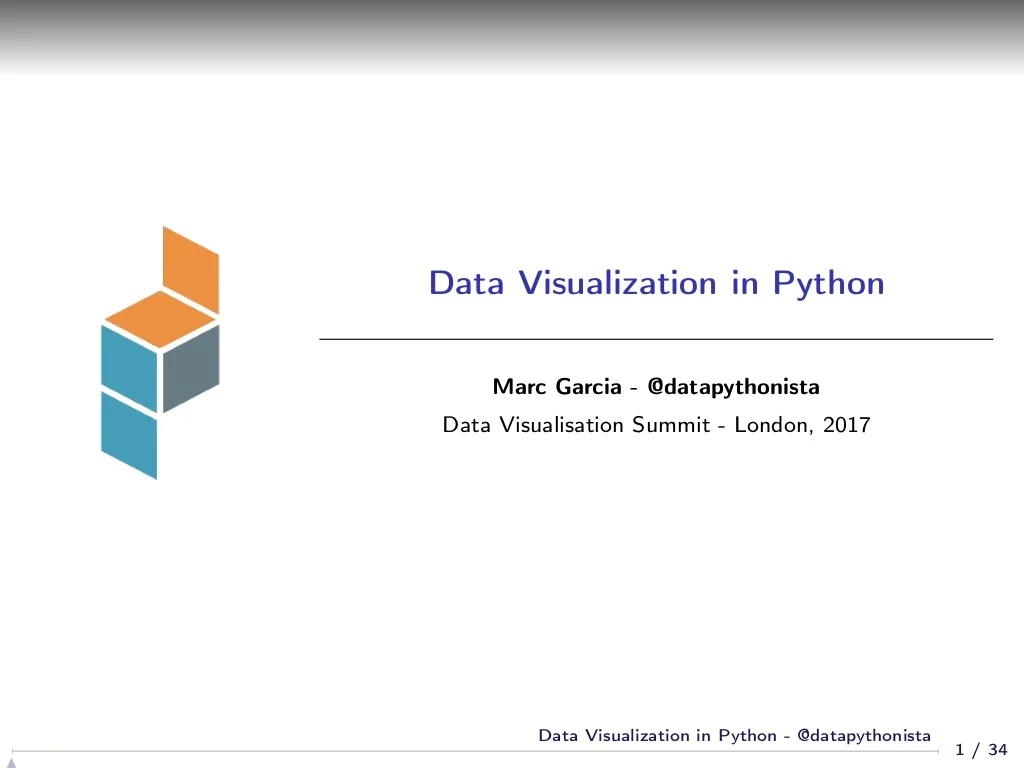 Data Visualization in Python
Marc Garcia - @datapythonista
Data Visualisation Summit - London, 2017
Data Visualization in Python - @datapythonista
1 / 34